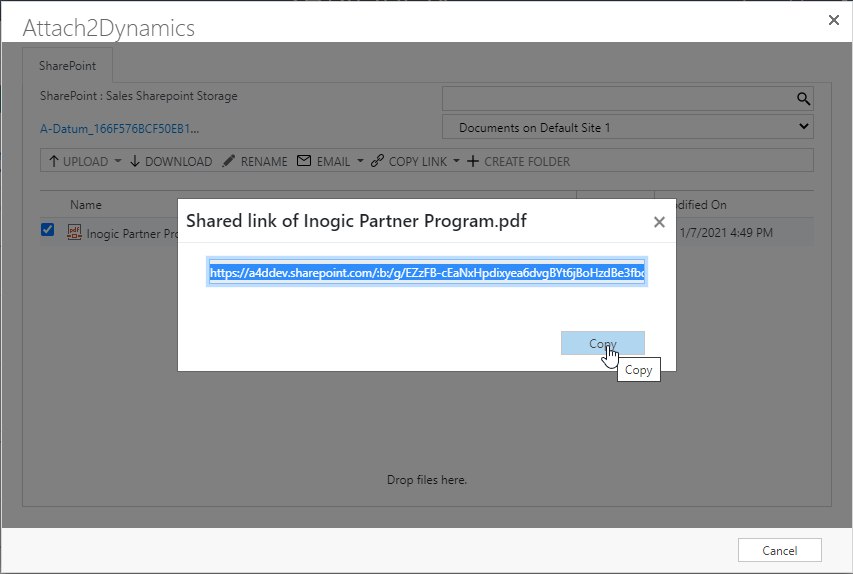 Attach2Dynamics
SharePoint
SharePoint : Sales Sharepoint Storage
A-Datum_166F576BCF50EB1...
Documents on Default Site 1
UPLOAD DOWNLOAD RENAME EMAIL COPY LINK CREATE FOLDER
Name dified On
Inogic Partner Pro 1/7/2021 4:49 PM
Shared link of Inogic Partner Program.pdf
https://a4ddev.sharepoint.com/:b:/g/EZzFB-cEaNxHpdixyea6dvgBYt6jBoHzdBe3fbc
Copy
Copy
Drop files here.
Cancel